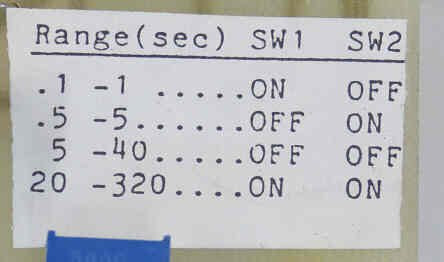 Range(sec) SW1 SW2
.1 -1 .....ON OFF
.5 -5......OFF ON
5 -40.....OFF OFF
20 -320....ON ON